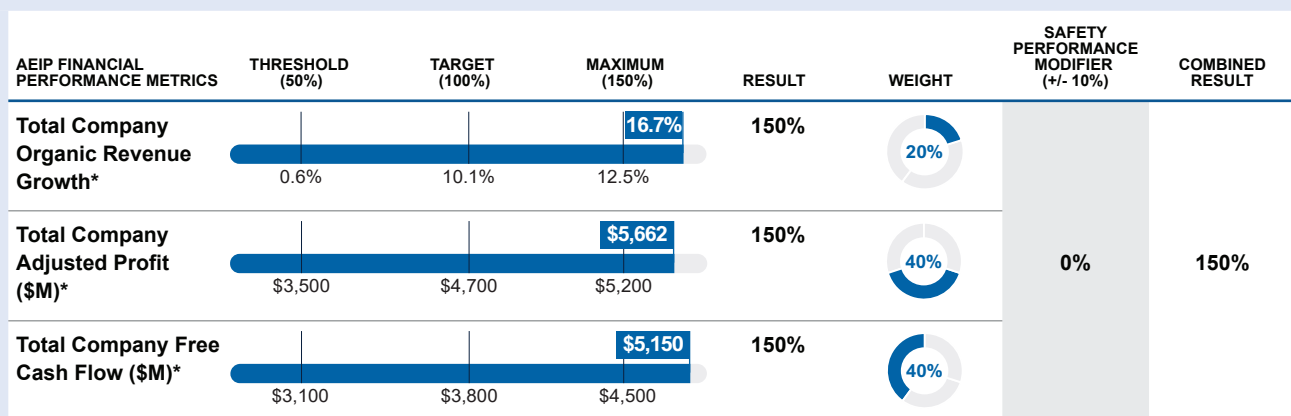 AEIP FINANCIAL
PERFORMANCE METRICS
THRESHOLD
(50%)
TARGET
(100%)
MAXIMUM
(150%)
RESULT
WEIGHT
SAFETY
PERFORMANCE
MODIFIER
(+/- 10%)
COMBINED
RESULT
Total Company
Organic Revenue
Growth*
16.7%
0.6%
10.1%
12.5%
150%
20%
Total Company
Adjusted Profit
($M)*
$5,662
$3,500
$4,700
$5,200
150%
40%
0%
150%
Total Company Free
Cash Flow ($M)*
$5,150
$3,100
$3,800
$4,500
150%
40%